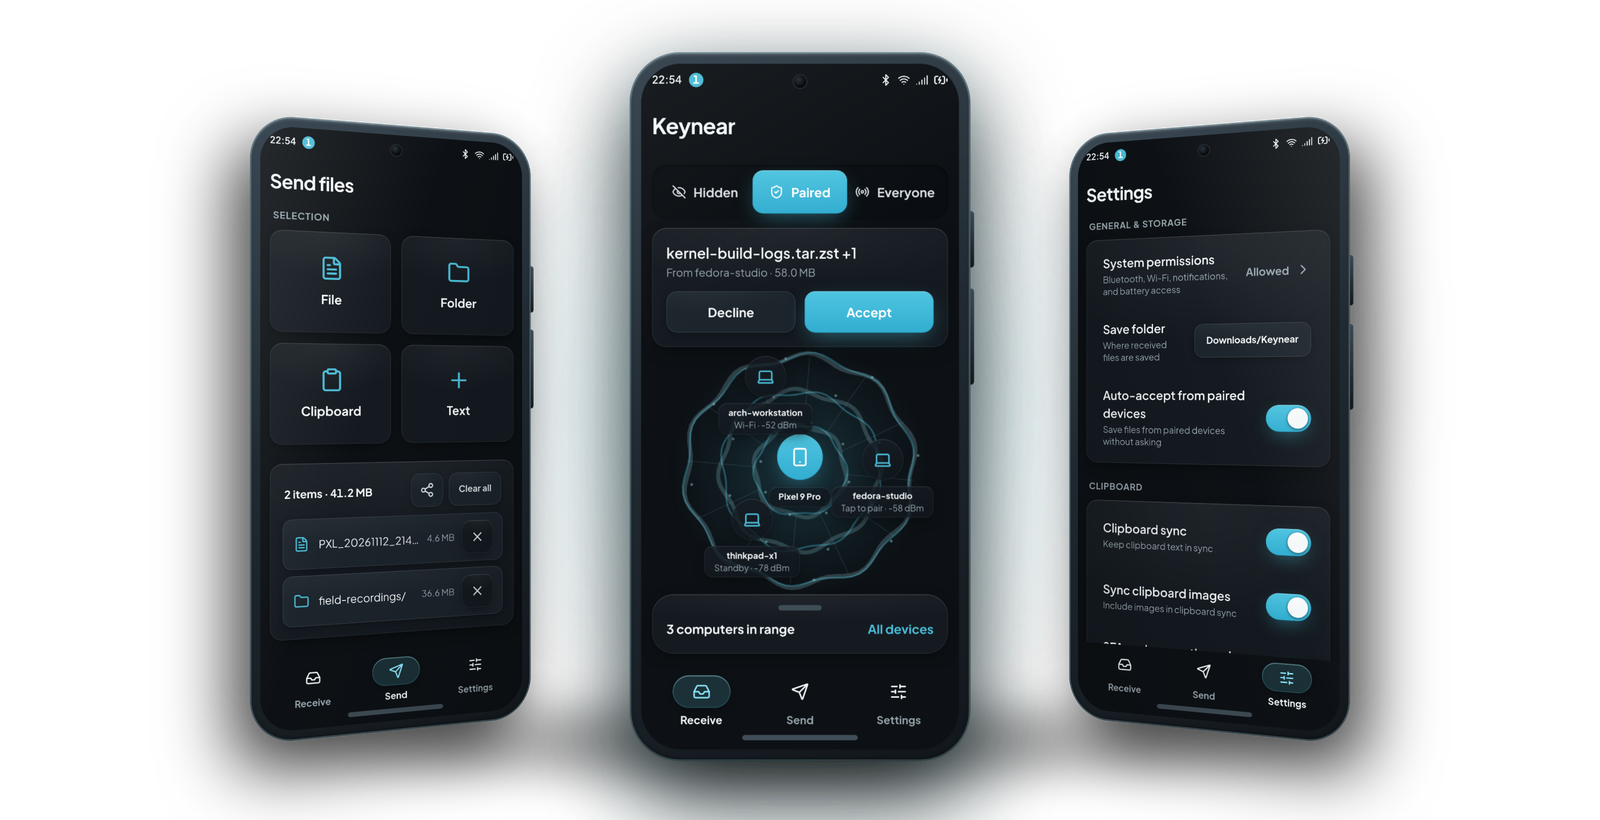 22:54 1
Send files
SELECTION
File
Folder
Clipboard
Text
2 items · 41.2 MB
Clear all
PXL_20261112_214... 4.6 MB
field-recordings/ 36.6 MB
Receive
Send
Settings
22:54 1
Keynear
Hidden
Paired
Everyone
kernel-build-logs.tar.zst +1
From fedora-studio · 58.0 MB
Decline
Accept
arch-workstation
Wi-Fi · -52 dBm
Pixel 9 Pro
fedora-studio
Tap to pair · -58 dBm
thinkpad-x1
Standby · -78 dBm
3 computers in range
All devices
Receive
Send
Settings
22:54 1
Settings
GENERAL & STORAGE
System permissions
Bluetooth, Wi-Fi, notifications,
and battery access
Allowed
Save folder
Where received
files are saved
Downloads/Keynear
Auto-accept from paired
devices
Save files from paired devices
without asking
CLIPBOARD
Clipboard sync
Keep clipboard text in sync
Sync clipboard images
Include images in clipboard sync
Receive
Send
Settings